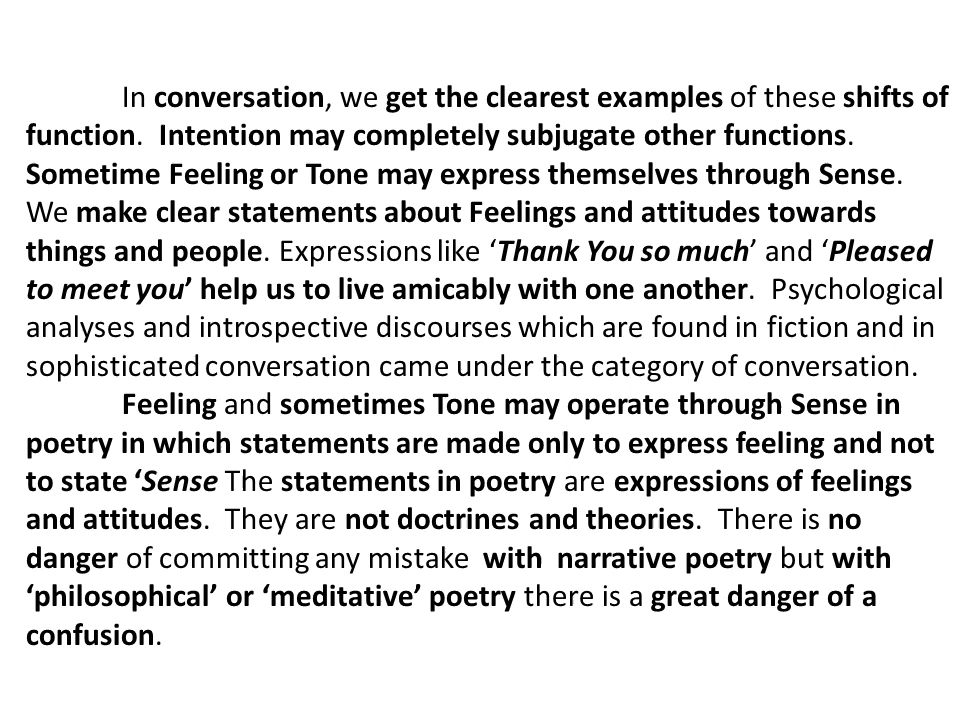 In conversation, we get the clearest examples of these shifts of
function.  Intention may completely subjugate other functions.
Sometime Feeling or Tone may express themselves through Sense.
We make clear statements about Feelings and attitudes towards
things and people. Expressions like ‘Thank You so much’ and ‘Pleased
to meet you’ help us to live amicably with one another.  Psychological
analyses and introspective discourses which are found in fiction and in
sophisticated conversation came under the category of conversation.
Feeling and sometimes Tone may operate through Sense in
poetry in which statements are made only to express feeling and not
to state ‘Sense The statements in poetry are expressions of feelings
and attitudes.  They are not doctrines and theories.  There is no
danger of committing any mistake  with  narrative poetry but with
‘philosophical’ or ‘meditative’ poetry there is a great danger of a
confusion.